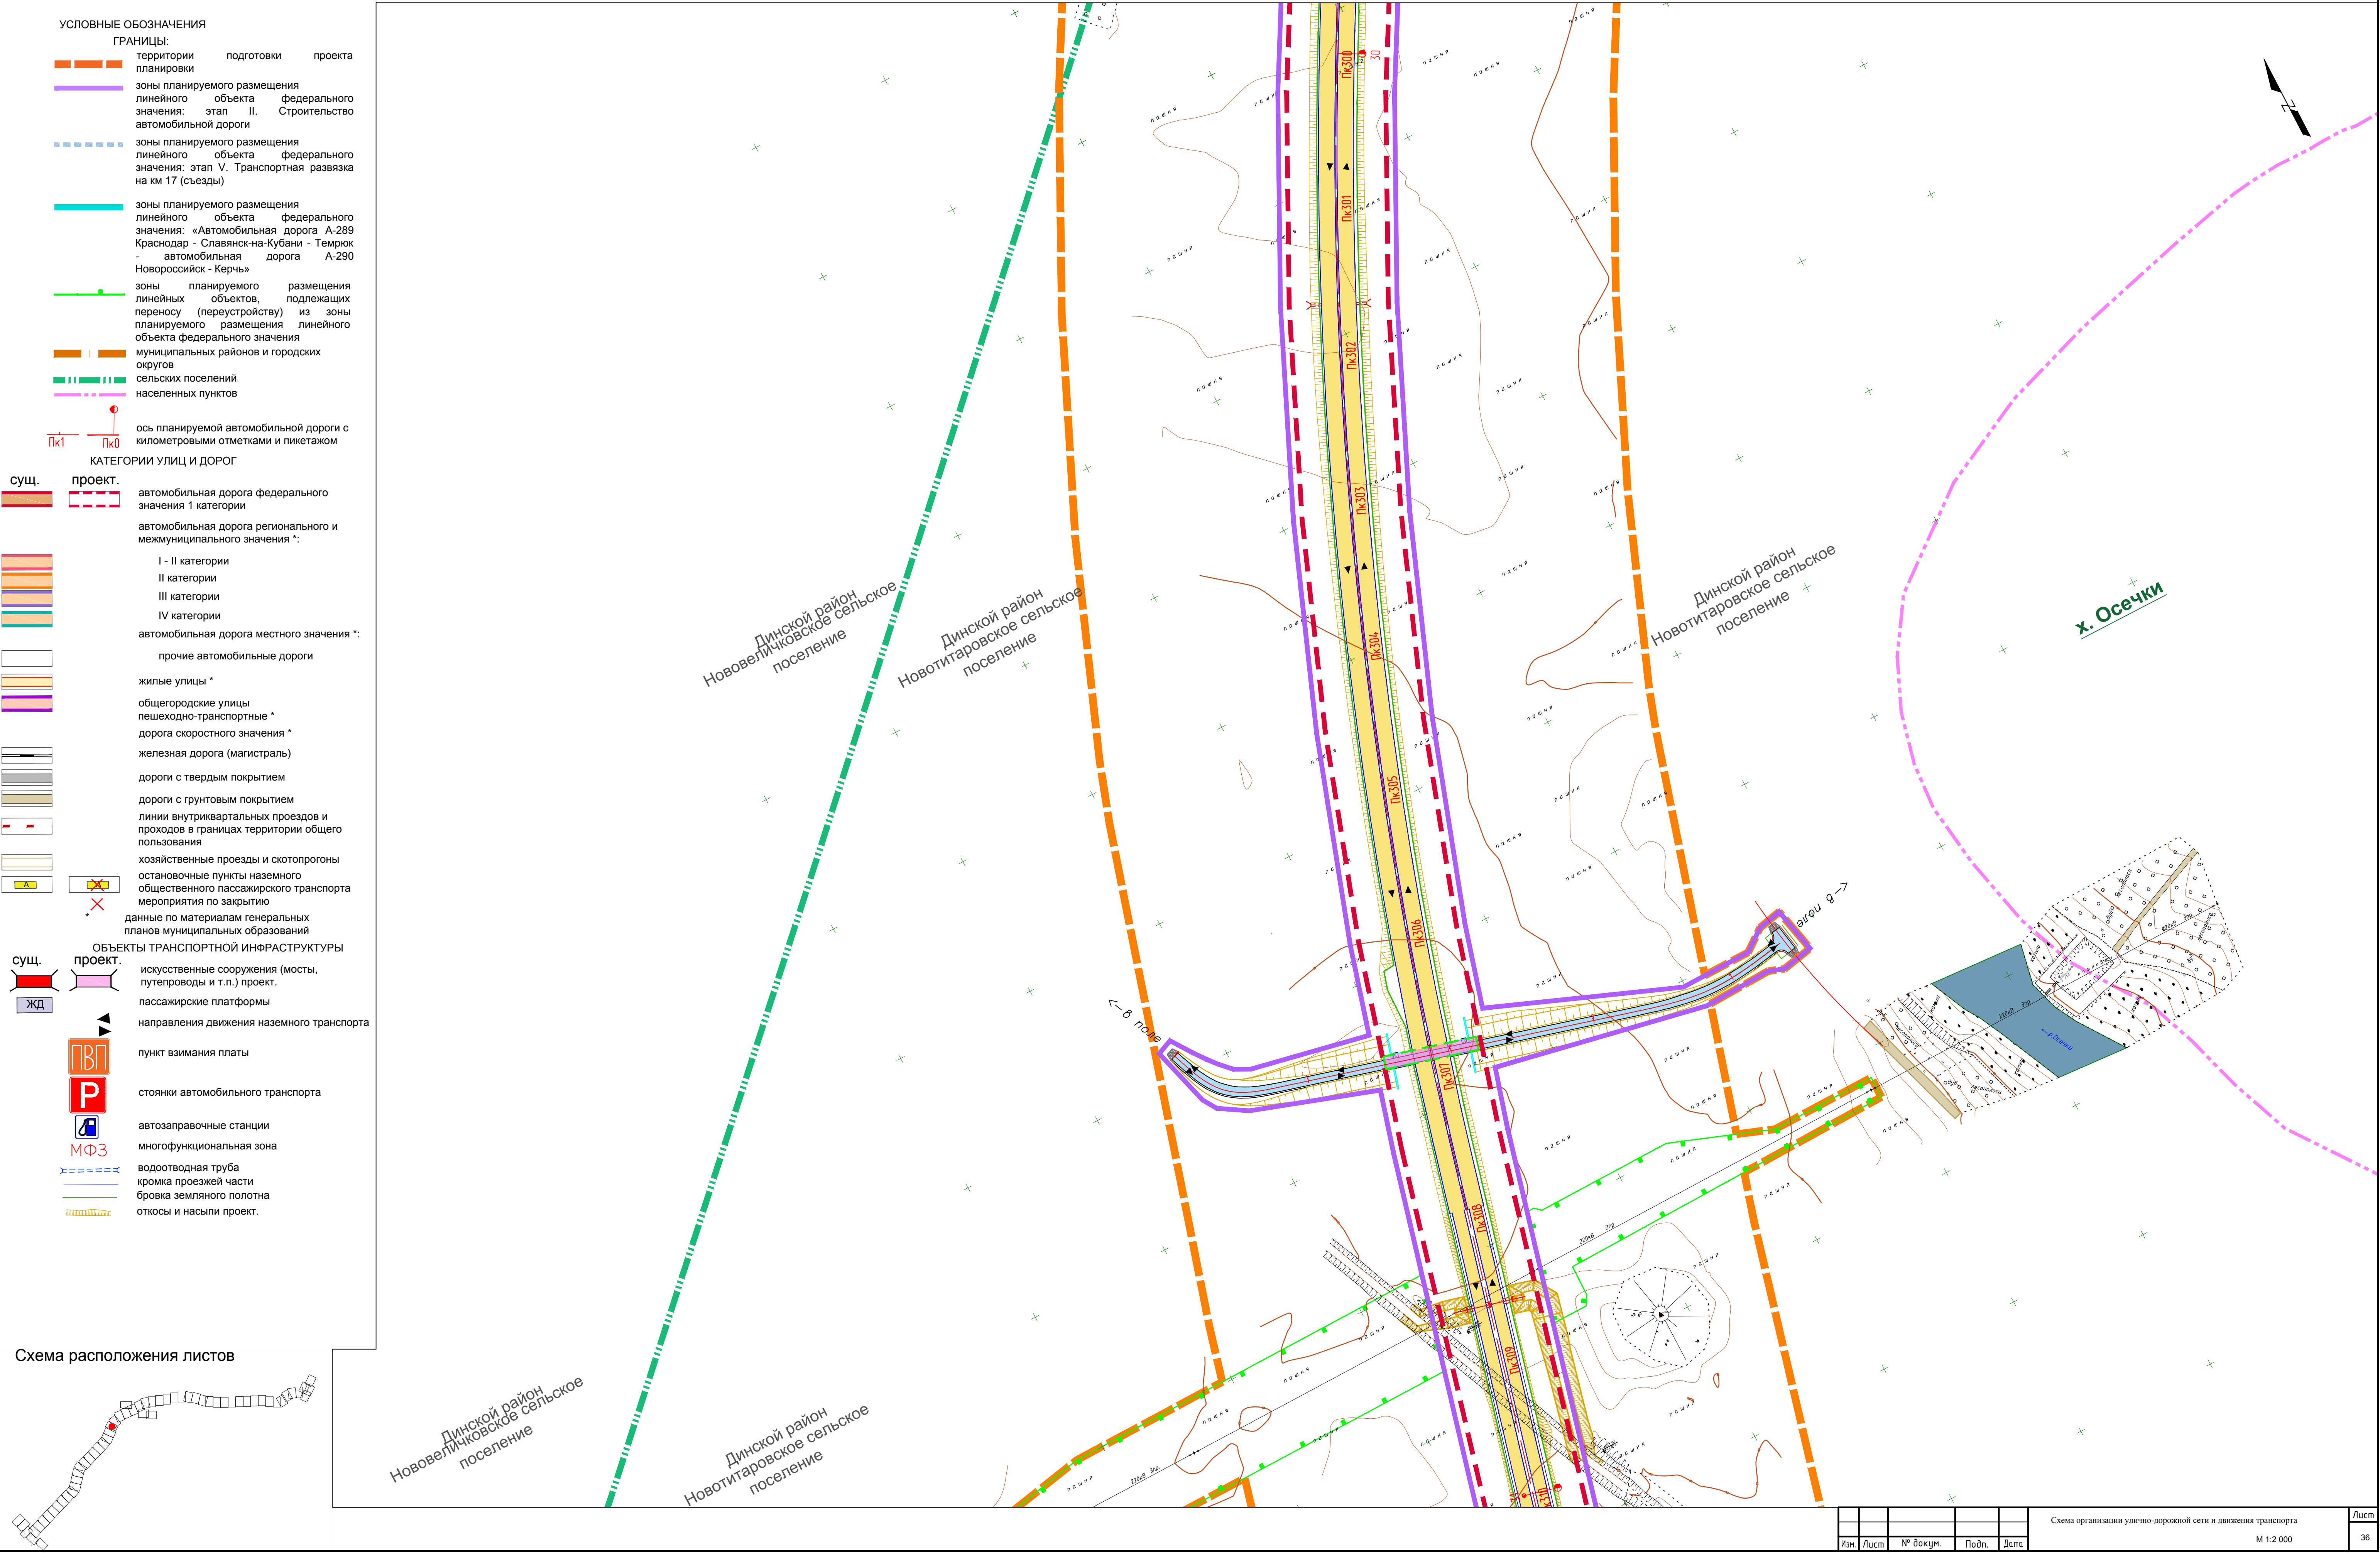 УСЛОВНЫЕ ОБОЗНАЧЕНИЯ
ГРАНИЦЫ:
территории подготовки проекта
планировки
зоны планируемого размещения
линейного объекта федерального
значения: этап II. Строительство
автомобильной дороги
зоны планируемого размещения
линейного объекта федерального
значения: этап V. Транспортная развязка
на км 17 (съезды)
зоны планируемого размещения
линейного объекта федерального
значения: «Автомобильная дорога А-289
Краснодар - Славянск-на-Кубани - Темрюк
- автомобильная дорога А-290
Новороссийск - Керчь»
зоны планируемого размещения
линейных объектов, подлежащих
переносу (переустройству) из зоны
планируемого размещения линейного
объекта федерального значения
муниципальных районов и городских
округов
сельских поселений
населенных пунктов
Пк1 Пк0
ось планируемой автомобильной дороги с
километровыми отметками и пикетажом
КАТЕГОРИИ УЛИЦ И ДОРОГ
сущ. проект.
автомобильная дорога федерального
значения 1 категории
автомобильная дорога регионального и
межмуниципального значения *:
I - II категории
II категории
III категории
IV категории
автомобильная дорога местного значения *:
прочие автомобильные дороги
жилые улицы *
общегородские улицы
пешеходно-транспортные *
дорога скоростного значения *
железная дорога (магистраль)
дороги с твердым покрытием
дороги с грунтовым покрытием
линии внутриквартальных проездов и
проходов в границах территории общего
пользования
хозяйственные проезды и скотопрогоны
А А
остановочные пункты наземного
общественного пассажирского транспорта
мероприятия по закрытию
* данные по материалам генеральных
планов муниципальных образований
ОБЪЕКТЫ ТРАНСПОРТНОЙ ИНФРАСТРУКТУРЫ
сущ. проект.
искусственные сооружения (мосты,
путепроводы и т.п.) проект.
ЖД
пассажирские платформы
направления движения наземного транспорта
ПВП
пункт взимания платы
P
стоянки автомобильного транспорта
автозаправочные станции
МФЗ
многофункциональная зона
водоотводная труба
кромка проезжей части
бровка земляного полотна
откосы и насыпи проект.
Схема расположения листов
Пк300
30
Пк301
Пк302
Пк303
Пк304
Пк305
Пк306
Пк307
Пк308
Пк309
Динской район
Нововеличковское сельское
поселение
Динской район
Новотитаровское сельское
поселение
Динской район
Новотитаровское сельское
поселение
х. Осечки
<— в поле
в поле —>
пашня
пашня
пашня
пашня
220кВ 3пр.
220кВ 3пр.
220кВ 3пр.
лесополоса
р.Осечки
Динской район
Нововеличковское сельское
поселение
Динской район
Новотитаровское сельское
поселение
Изм. Лист № докум. Подп. Дата
Схема организации улично-дорожной сети и движения транспорта
М 1:2 000
Лист
36